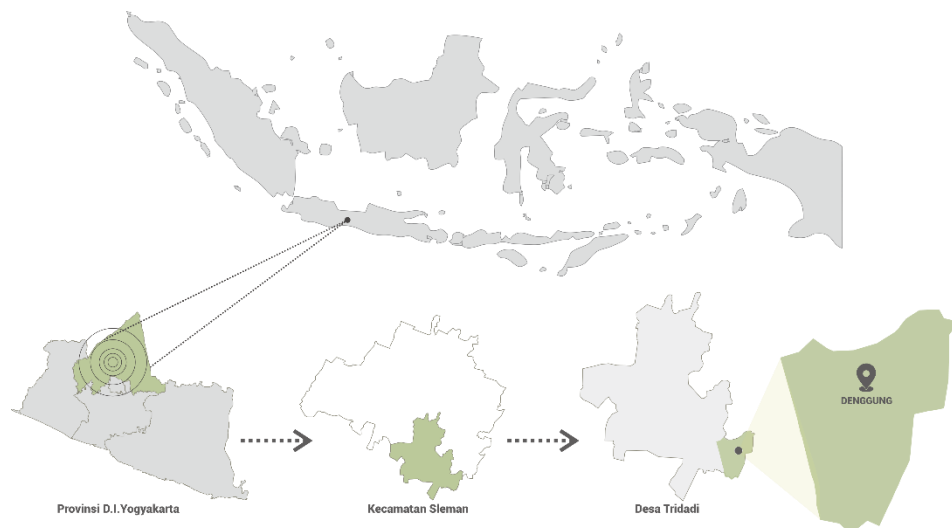 DENGGUNG
Provinsi D.I.Yogyakarta
Kecamatan Sleman
Desa Tridadi